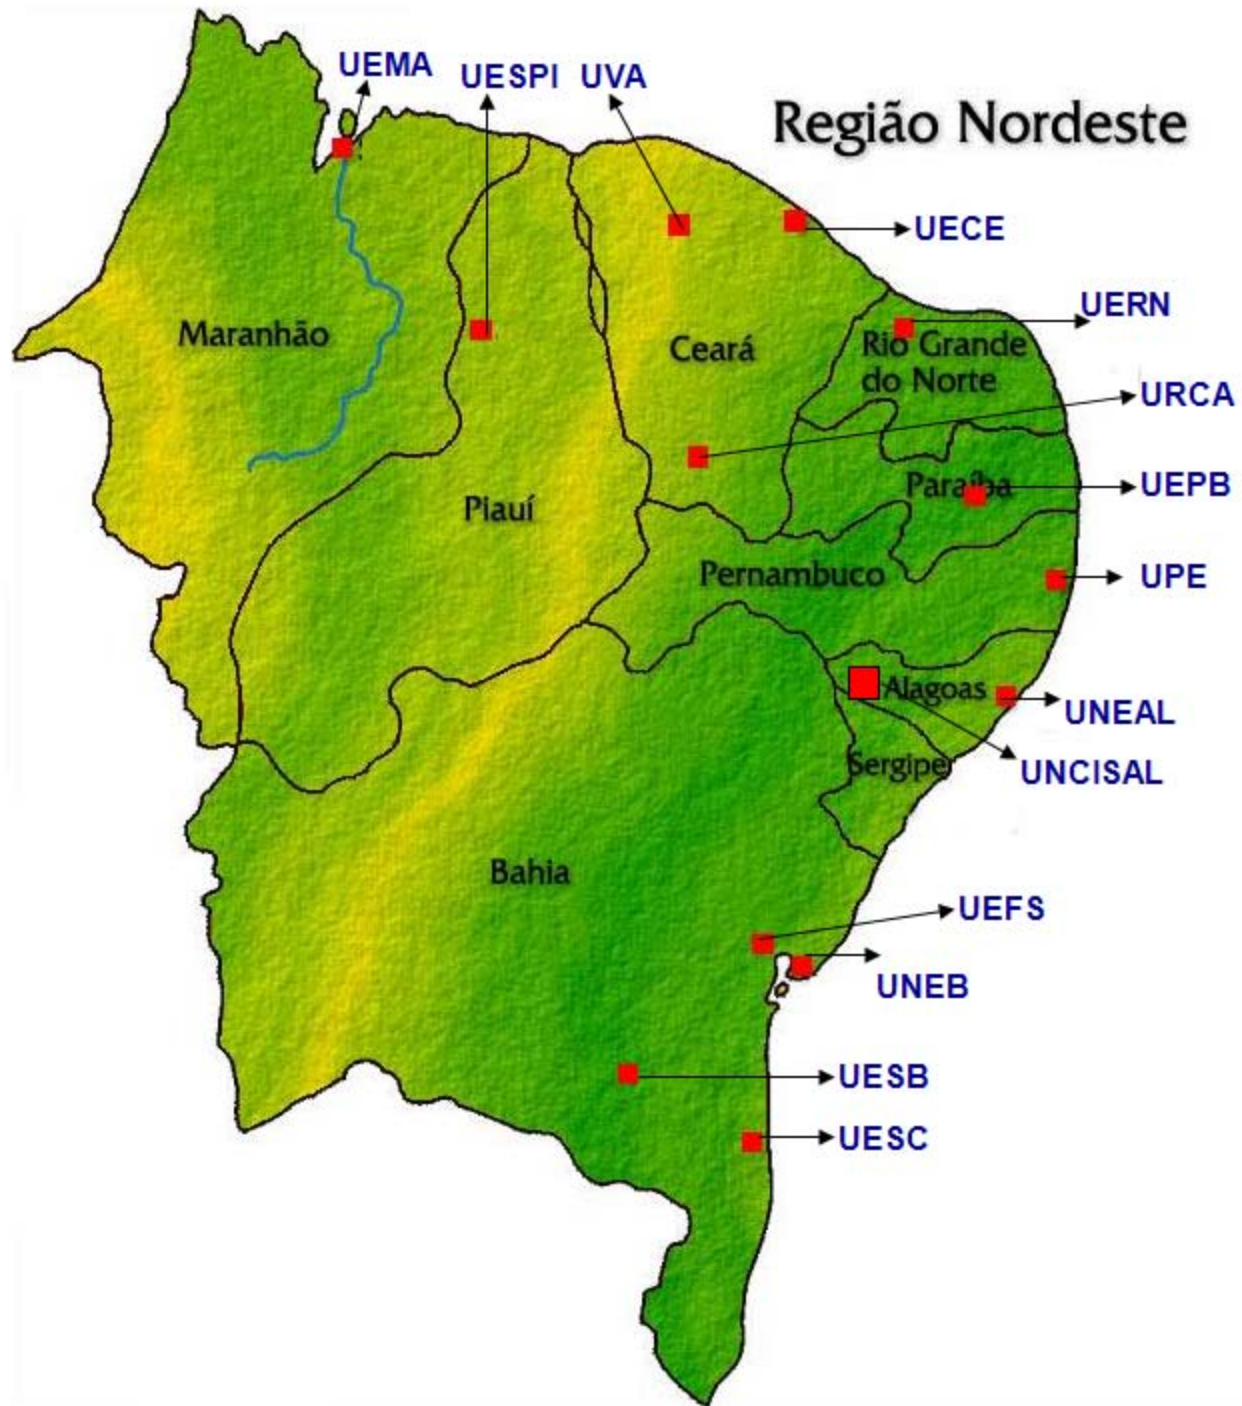 UEMA
UESPI
UVA
Região Nordeste
UECE
UERN
Maranhão
Ceará
Rio Grande
do Norte
URCA
Paraíba
UEPB
Piauí
Pernambuco
UPE
Alagoas
UNEAL
Sergipe
UNCISAL
Bahia
UEFS
UNEB
UESB
UESC